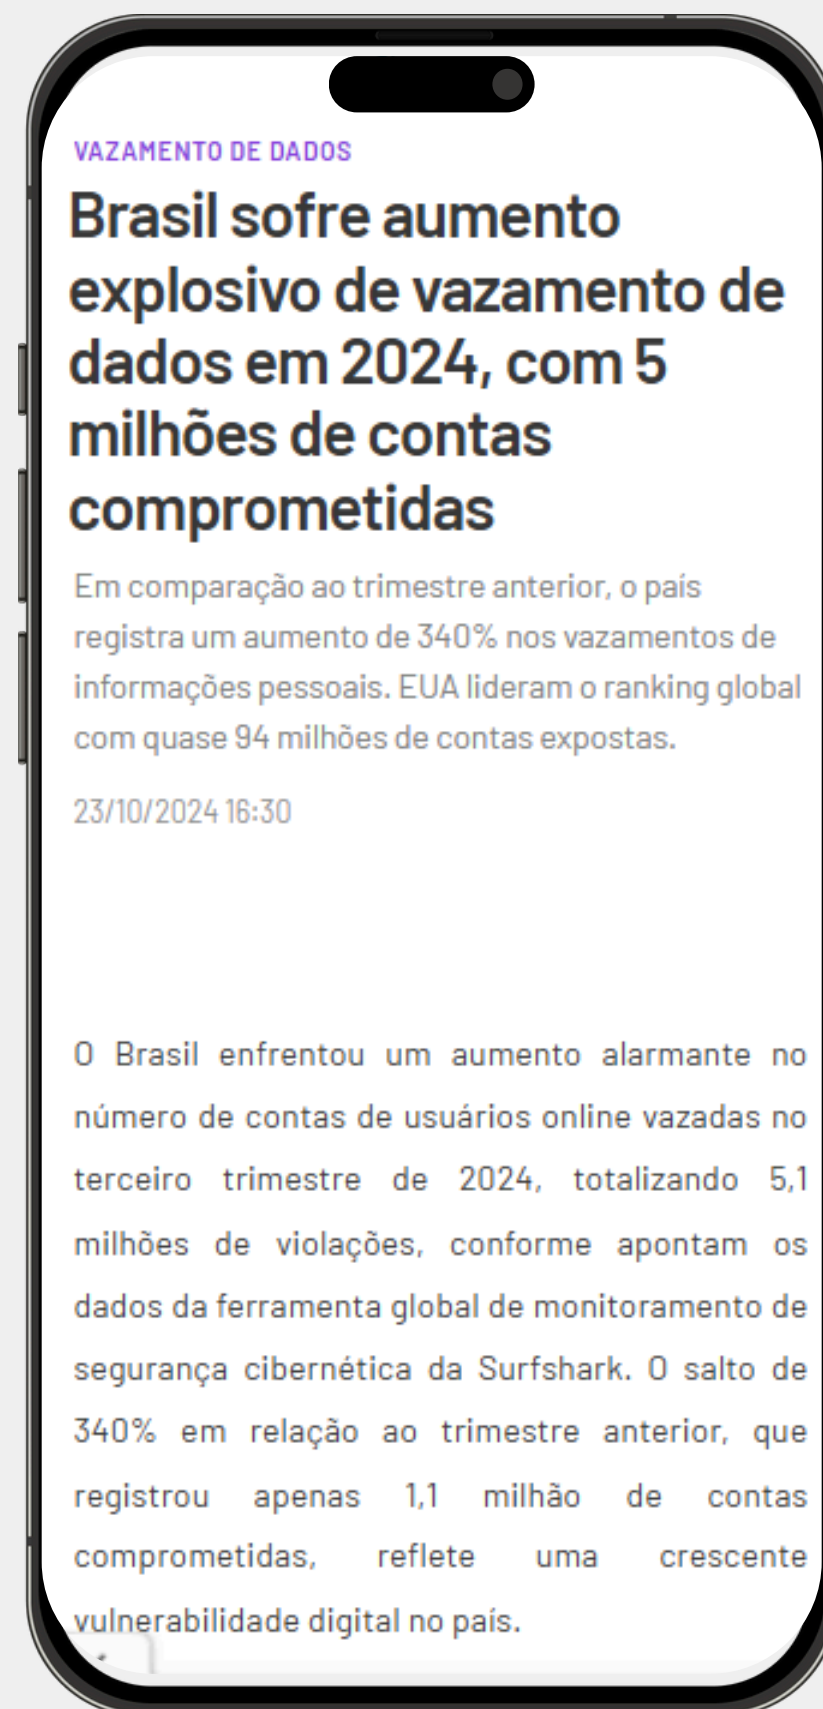 VAZAMENTO DE DADOS
Brasil sofre aumento
explosivo de vazamento de
dados em 2024, com 5
milhões de contas
comprometidas
Em comparação ao trimestre anterior, o país
registra um aumento de 340% nos vazamentos de
informações pessoais. EUA lideram o ranking global
com quase 94 milhões de contas expostas.
23/10/2024 16:30
O Brasil enfrentou um aumento alarmante no
número de contas de usuários online vazadas no
terceiro trimestre de 2024, totalizando 5,1
milhões de violações, conforme apontam os
dados da ferramenta global de monitoramento de
segurança cibernética da Surfshark. O salto de
340% em relação ao trimestre anterior, que
registrou apenas 1,1 milhão de contas
comprometidas, reflete uma crescente
vulnerabilidade digital no país.